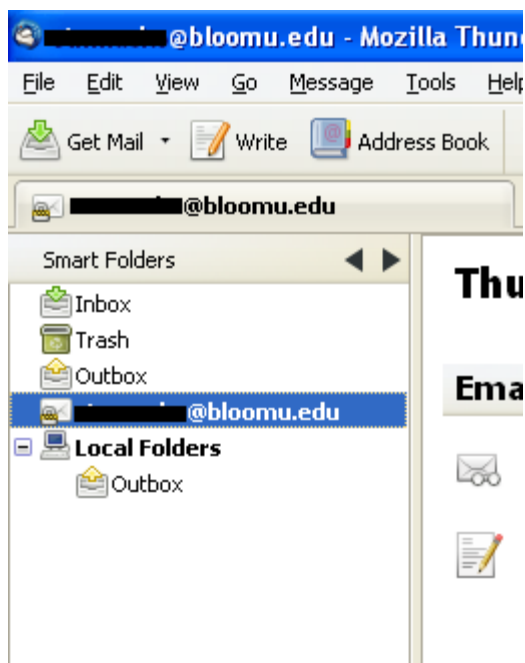 @bloomu.edu - Mozilla Thun
File Edit View Go Message Tools Help
Get Mail Write Address Book
@bloomu.edu
Smart Folders
Thu
Inbox
Trash
Outbox
Ema
@bloomu.edu
Local Folders
Outbox